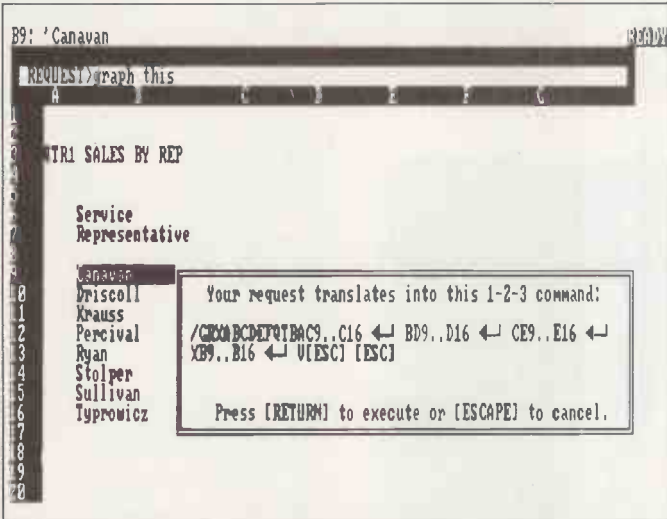 B9: 'Canavan READY
REQUEST>graph this
A B C D E F G
QTR1 SALES BY REP
Service
Representative
Canavan
Driscoll
Krauss
Percival
Ryan
Stolper
Sullivan
Typrowicz
Your request translates into this 1-2-3 command:
/GRXABCDEFQTBAC9..C16 ↵ BD9..D16 ↵ CE9..E16 ↵
XB9..B16 ↵ V[ESC] [ESC]
Press [RETURN] to execute or [ESCAPE] to cancel.